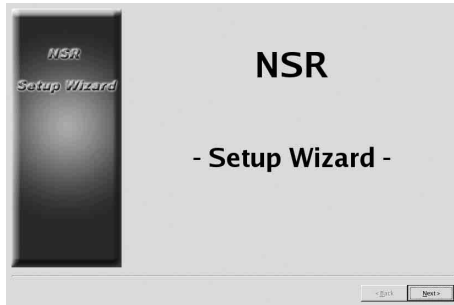 NSR
Setup Wizard
NSR
- Setup Wizard -
< Back
Next >